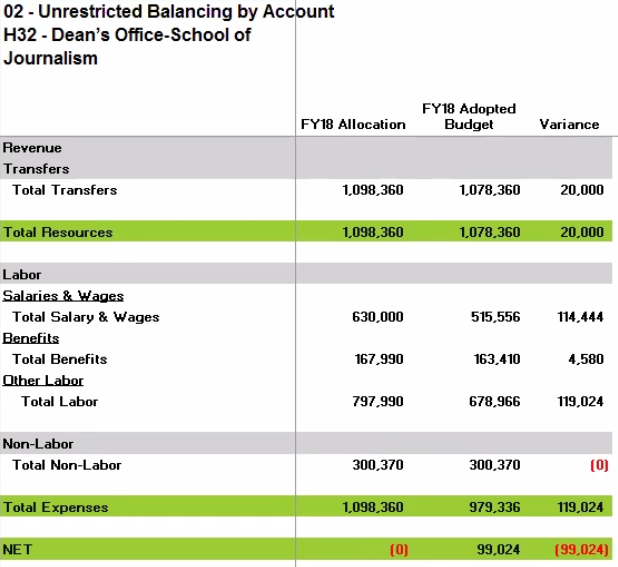 02 - Unrestricted Balancing by Account
H32 - Dean's Office-School of
Journalism
FY18 Allocation FY18 Adopted Budget Variance
Revenue
Transfers
Total Transfers 1,098,360 1,078,360 20,000
Total Resources 1,098,360 1,078,360 20,000
Labor
Salaries & Wages
Total Salary & Wages 630,000 515,556 114,444
Benefits
Total Benefits 167,990 163,410 4,580
Other Labor
Total Labor 797,990 678,966 119,024
Non-Labor
Total Non-Labor 300,370 300,370 (0)
Total Expenses 1,098,360 979,336 119,024
NET (0) 99,024 (99,024)